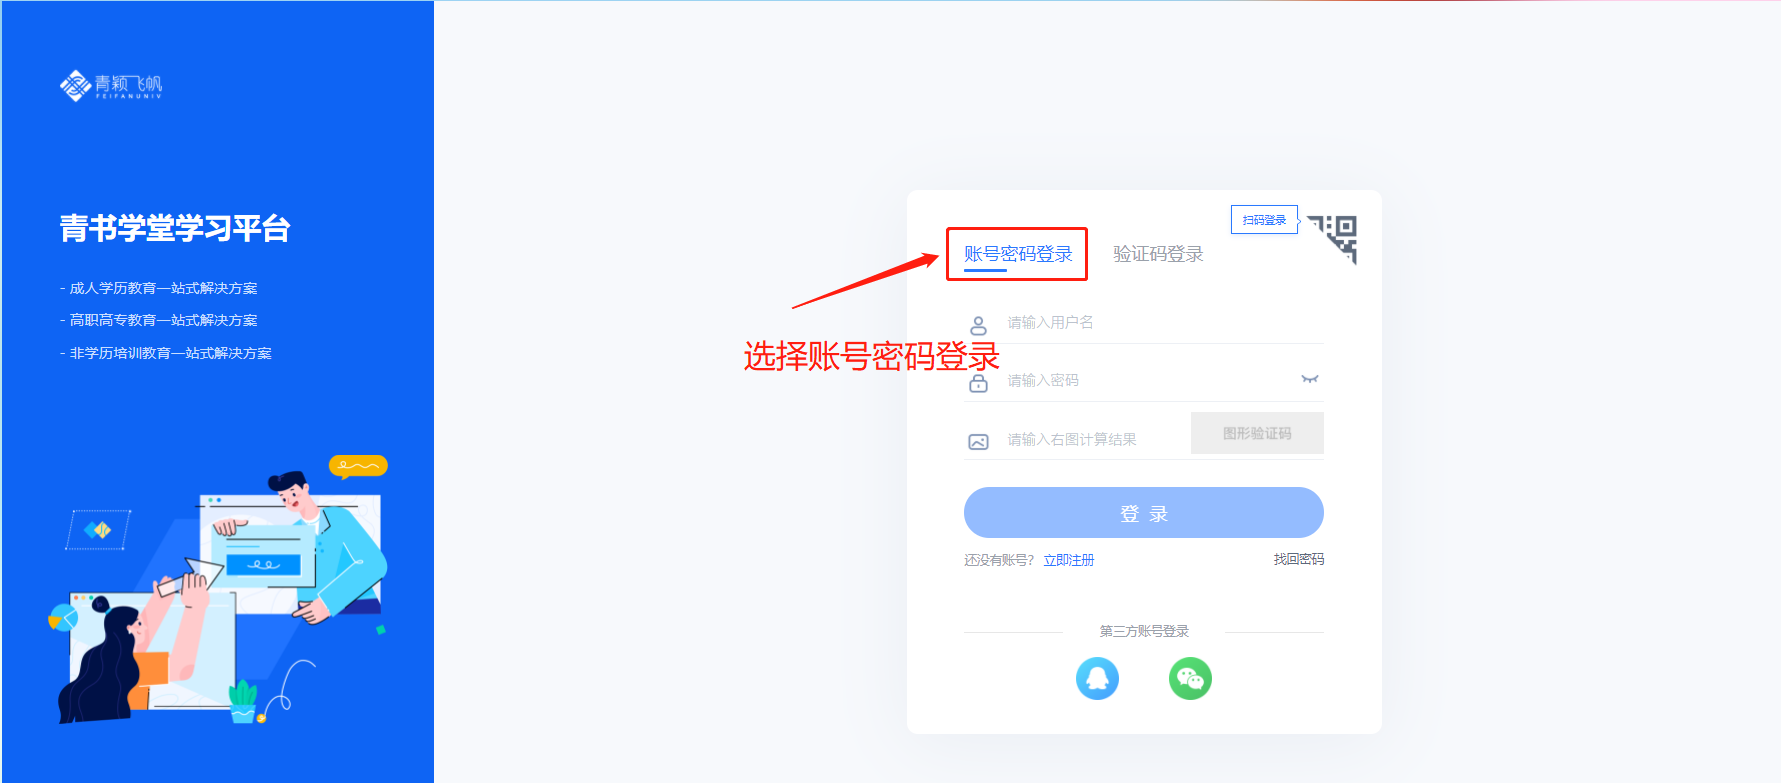 青颖飞帆
FEIFANUNIV
青书学堂学习平台
- 成人学历教育一站式解决方案
- 高职高专教育一站式解决方案
- 非学历培训教育一站式解决方案
扫码登录
账号密码登录 验证码登录
请输入用户名
选择账号密码登录
请输入密码
请输入右图计算结果 图形验证码
登 录
还没有账号? 立即注册 找回密码
第三方账号登录